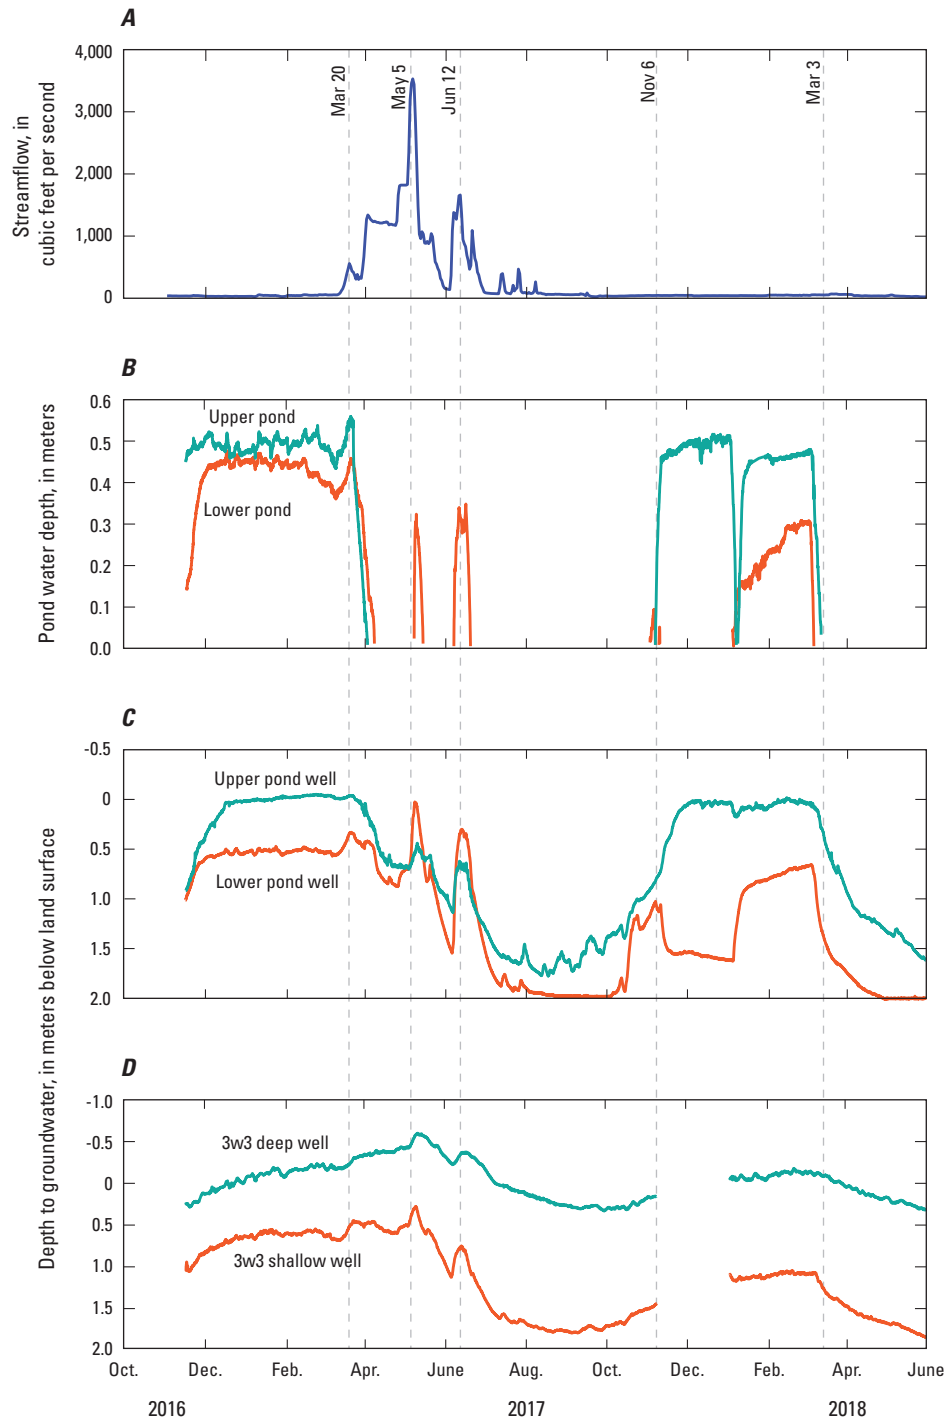 A
Streamflow, in
cubic feet per second
4,000
3,000
2,000
1,000
0
Mar 20
May 5
Jun 12
Nov 6
Mar 3
B
Pond water depth, in meters
0.6
0.5
0.4
0.3
0.2
0.1
0.0
Upper pond
Lower pond
C
Depth to groundwater, in meters below land surface
-0.5
0
0.5
1.0
1.5
2.0
Upper pond well
Lower pond well
D
-1.0
-0.5
0
0.5
1.0
1.5
2.0
3w3 deep well
3w3 shallow well
Oct. Dec. Feb. Apr. June Aug. Oct. Dec. Feb. Apr. June
2016 2017 2018